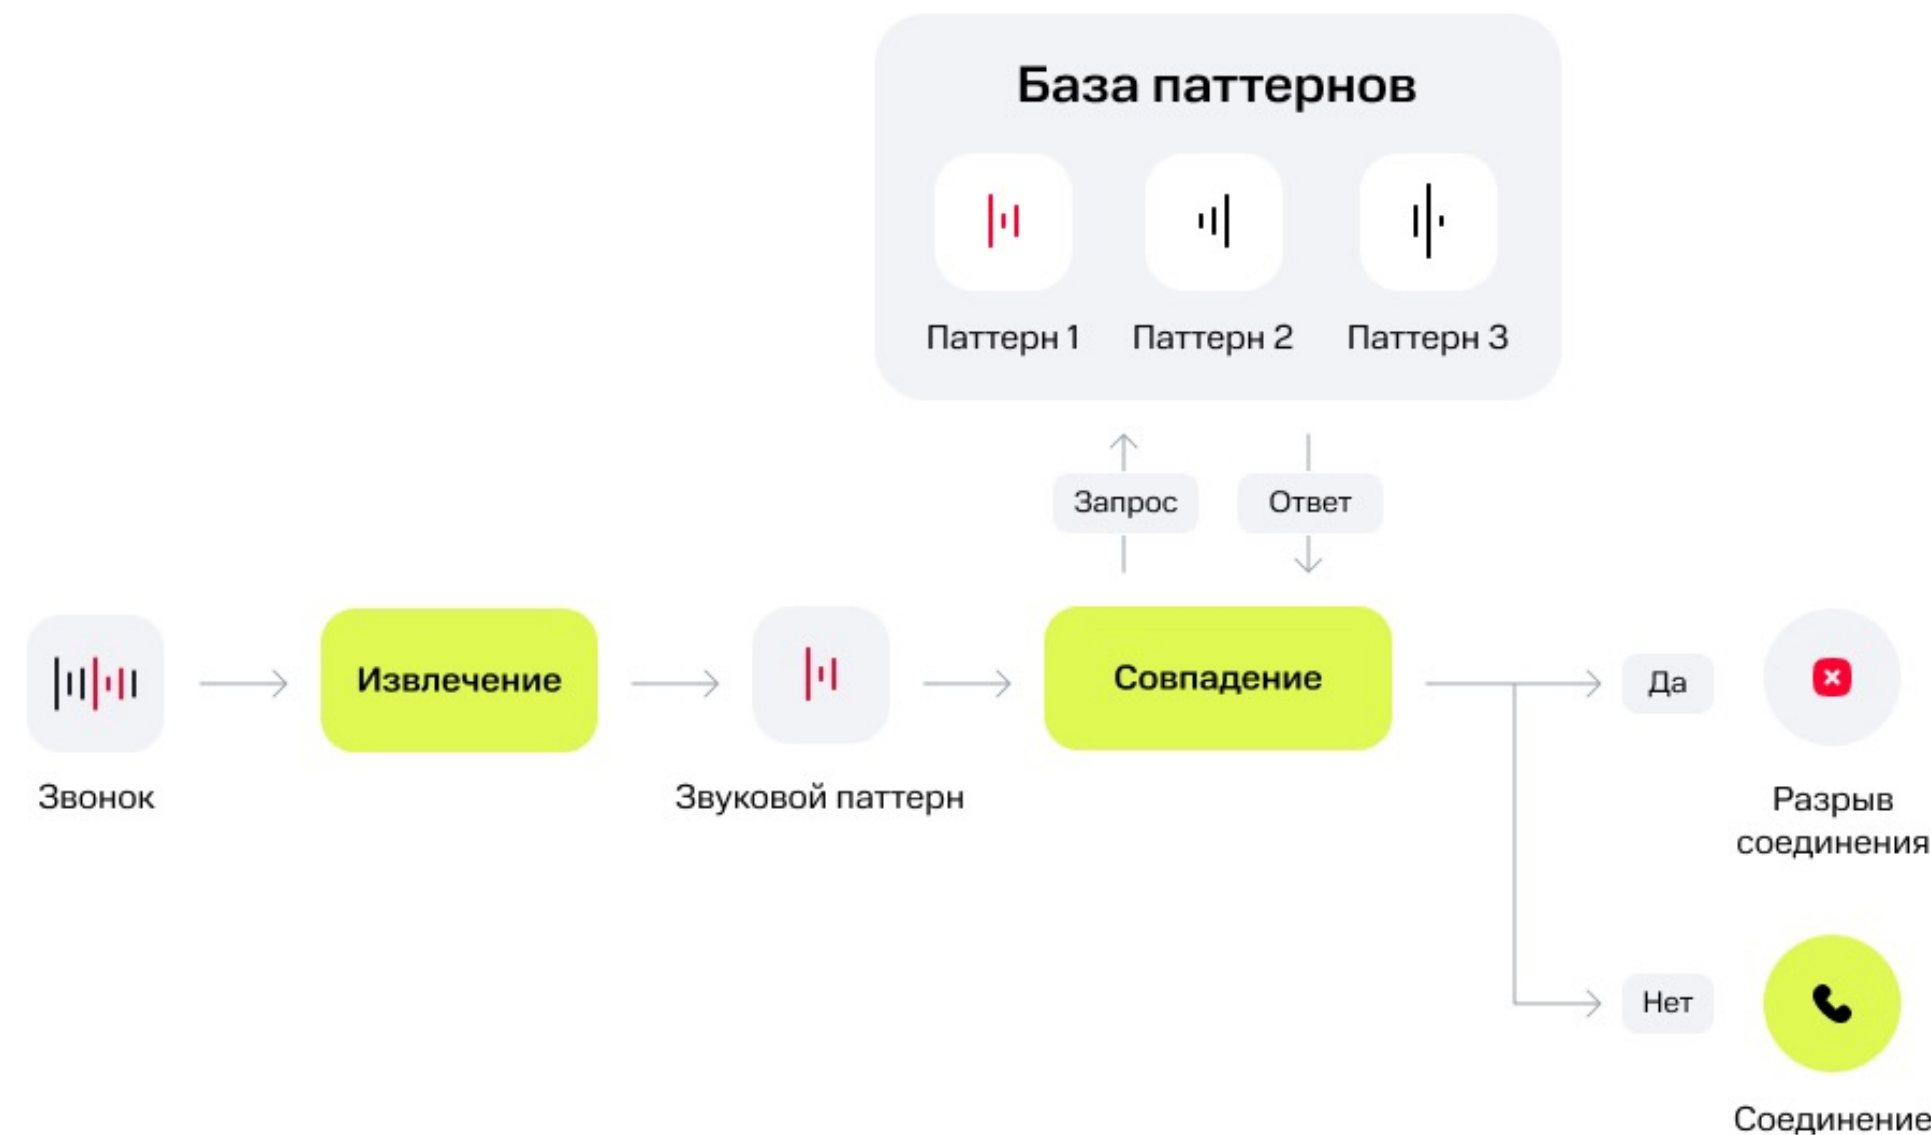 База паттернов
Паттерн 1
Паттерн 2
Паттерн 3
Запрос
Ответ
Звонок
Извлечение
Звуковой паттерн
Совпадение
Да
Разрыв
соединения
Нет
Соединение